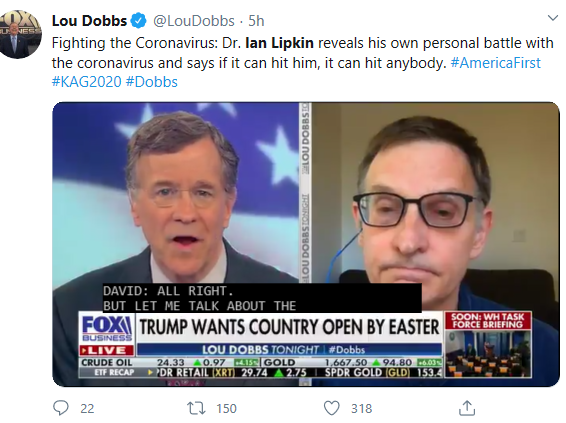 Lou Dobbs @LouDobbs · 5h
Fighting the Coronavirus: Dr. Ian Lipkin reveals his own personal battle with
the coronavirus and says if it can hit him, it can hit anybody. #AmericaFirst
#KAG2020 #Dobbs
LOU DOBBS TONIGHT
LOU DOBBS
DAVID: ALL RIGHT.
BUT LET ME TALK ABOUT THE
FOX BUSINESS
TRUMP WANTS COUNTRY OPEN BY EASTER
SOON: WH TASK
FORCE BRIEFING
LIVE
LOU DOBBS TONIGHT #Dobbs
CRUDE OIL 24.33 0.97 GOLD 1,667.50 94.80
ETF RECAP PDR RETAIL (XRT) 29.74 2.75 SPDR GOLD (GLD) 153.4
22 150 318